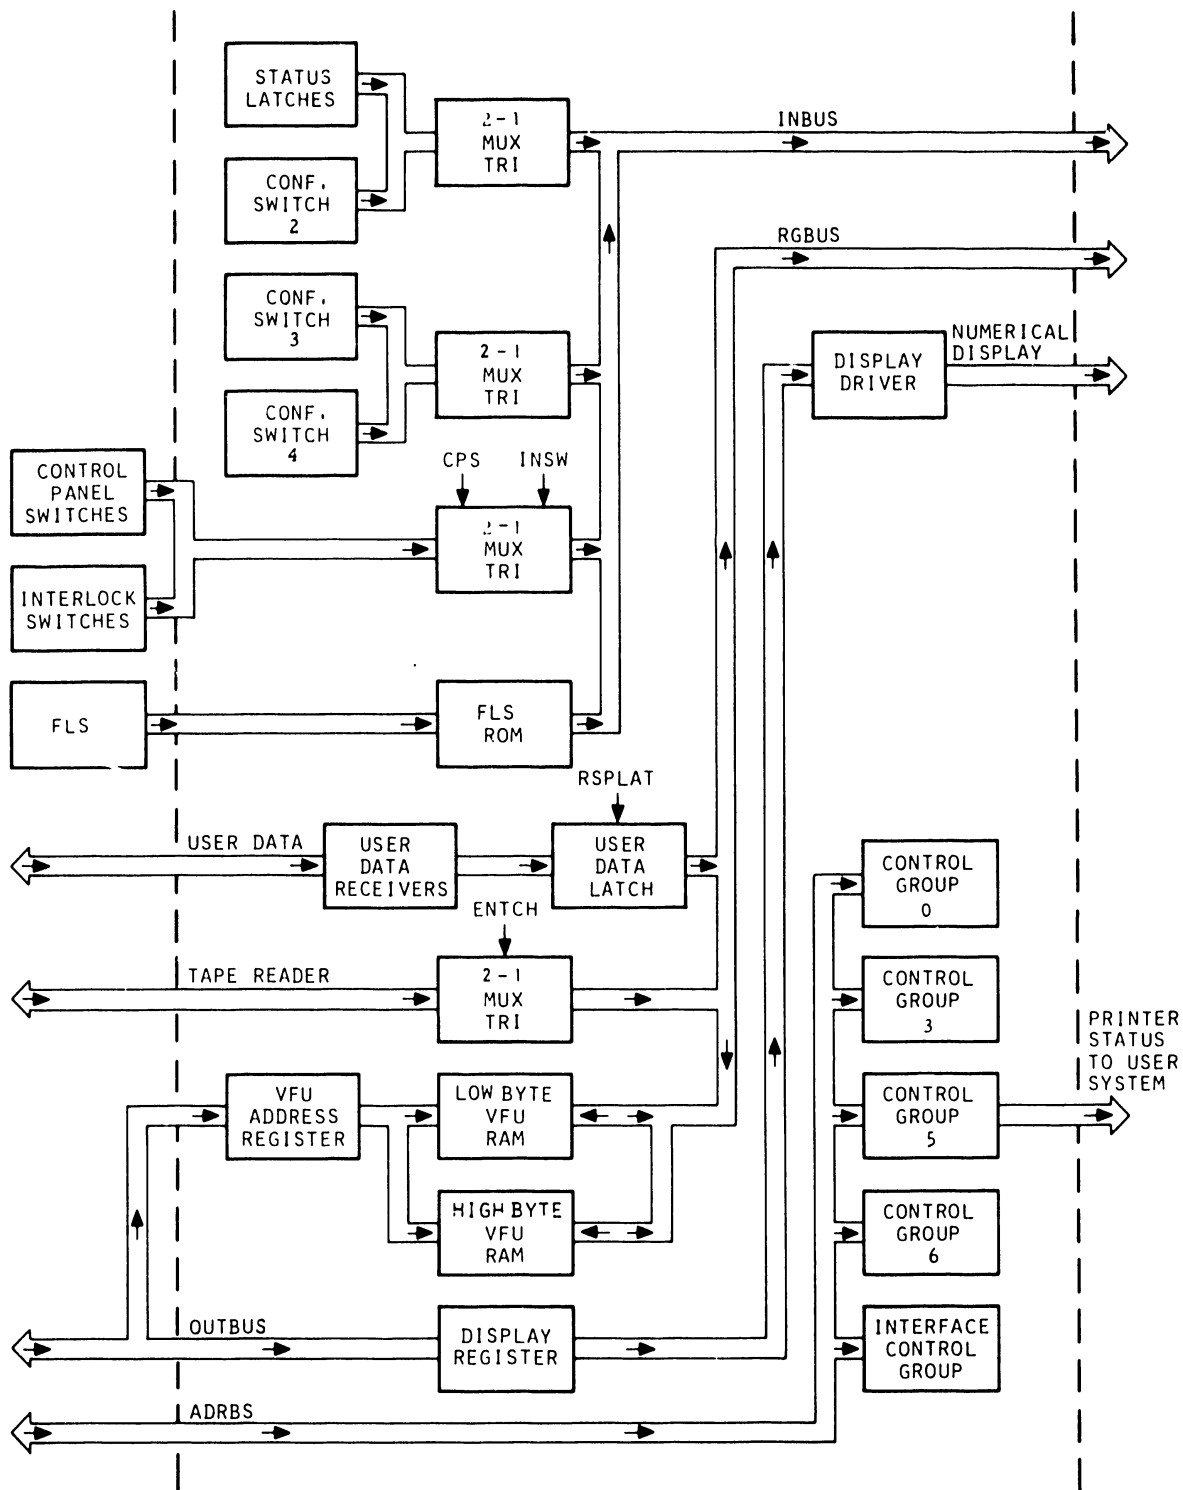 STATUS
LATCHES
2-1
MUX
TRI
INBUS
CONF.
SWITCH
2
RGBUS
CONF.
SWITCH
3
2-1
MUX
TRI
DISPLAY
DRIVER
NUMERICAL
DISPLAY
CONF.
SWITCH
4
CONTROL
PANEL
SWITCHES
CPS
INSW
2-1
MUX
TRI
INTERLOCK
SWITCHES
FLS
FLS
ROM
RSPLAT
USER DATA
USER
DATA
RECEIVERS
USER
DATA
LATCH
CONTROL
GROUP
0
ENTCH
TAPE READER
2-1
MUX
TRI
CONTROL
GROUP
3
PRINTER
STATUS
TO USER
SYSTEM
VFU
ADDRESS
REGISTER
LOW BYTE
VFU
RAM
CONTROL
GROUP
5
HIGH BYTE
VFU
RAM
CONTROL
GROUP
6
OUTBUS
DISPLAY
REGISTER
INTERFACE
CONTROL
GROUP
ADRBS